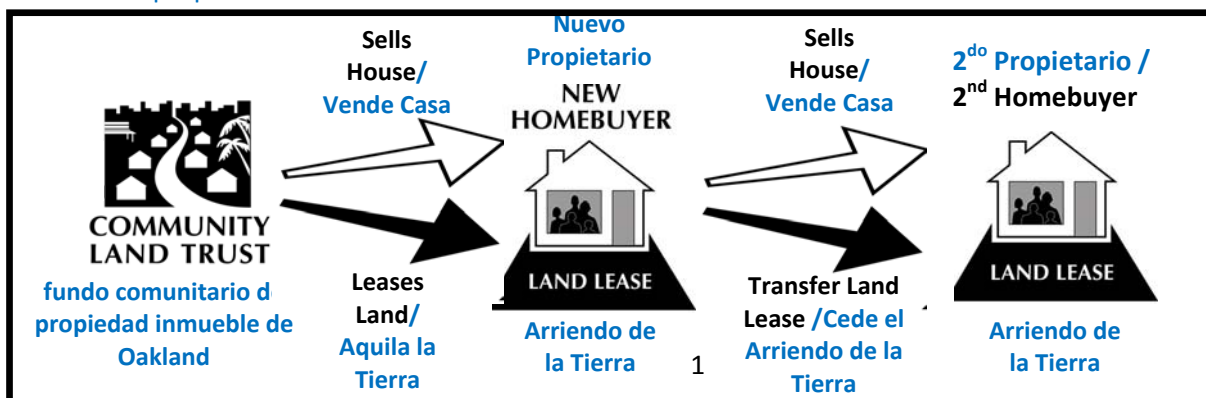 Sells
House/
Vende Casa
Nuevo
Propietario
NEW
HOMEBUYER
Sells
House/
Vende Casa
2do Propietario /
2nd Homebuyer
COMMUNITY
LAND TRUST
fundo comunitario d
propiedad inmueble de
Oakland
Leases
Land/
Aquila la
Tierra
LAND LEASE
Arriendo de
la Tierra
1
Transfer Land
Lease /Cede el
Arriendo de la
Tierra
LAND LEASE
Arriendo de
la Tierra